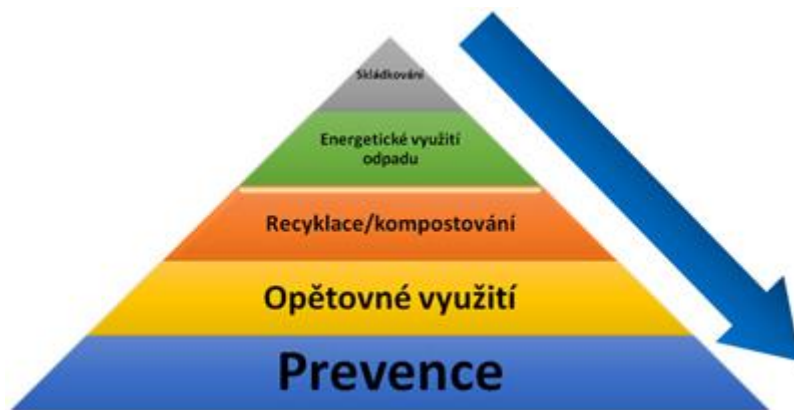 Skládkování
Energetické využití
odpadu
Recyklace/kompostování
Opětovné využití
Prevence